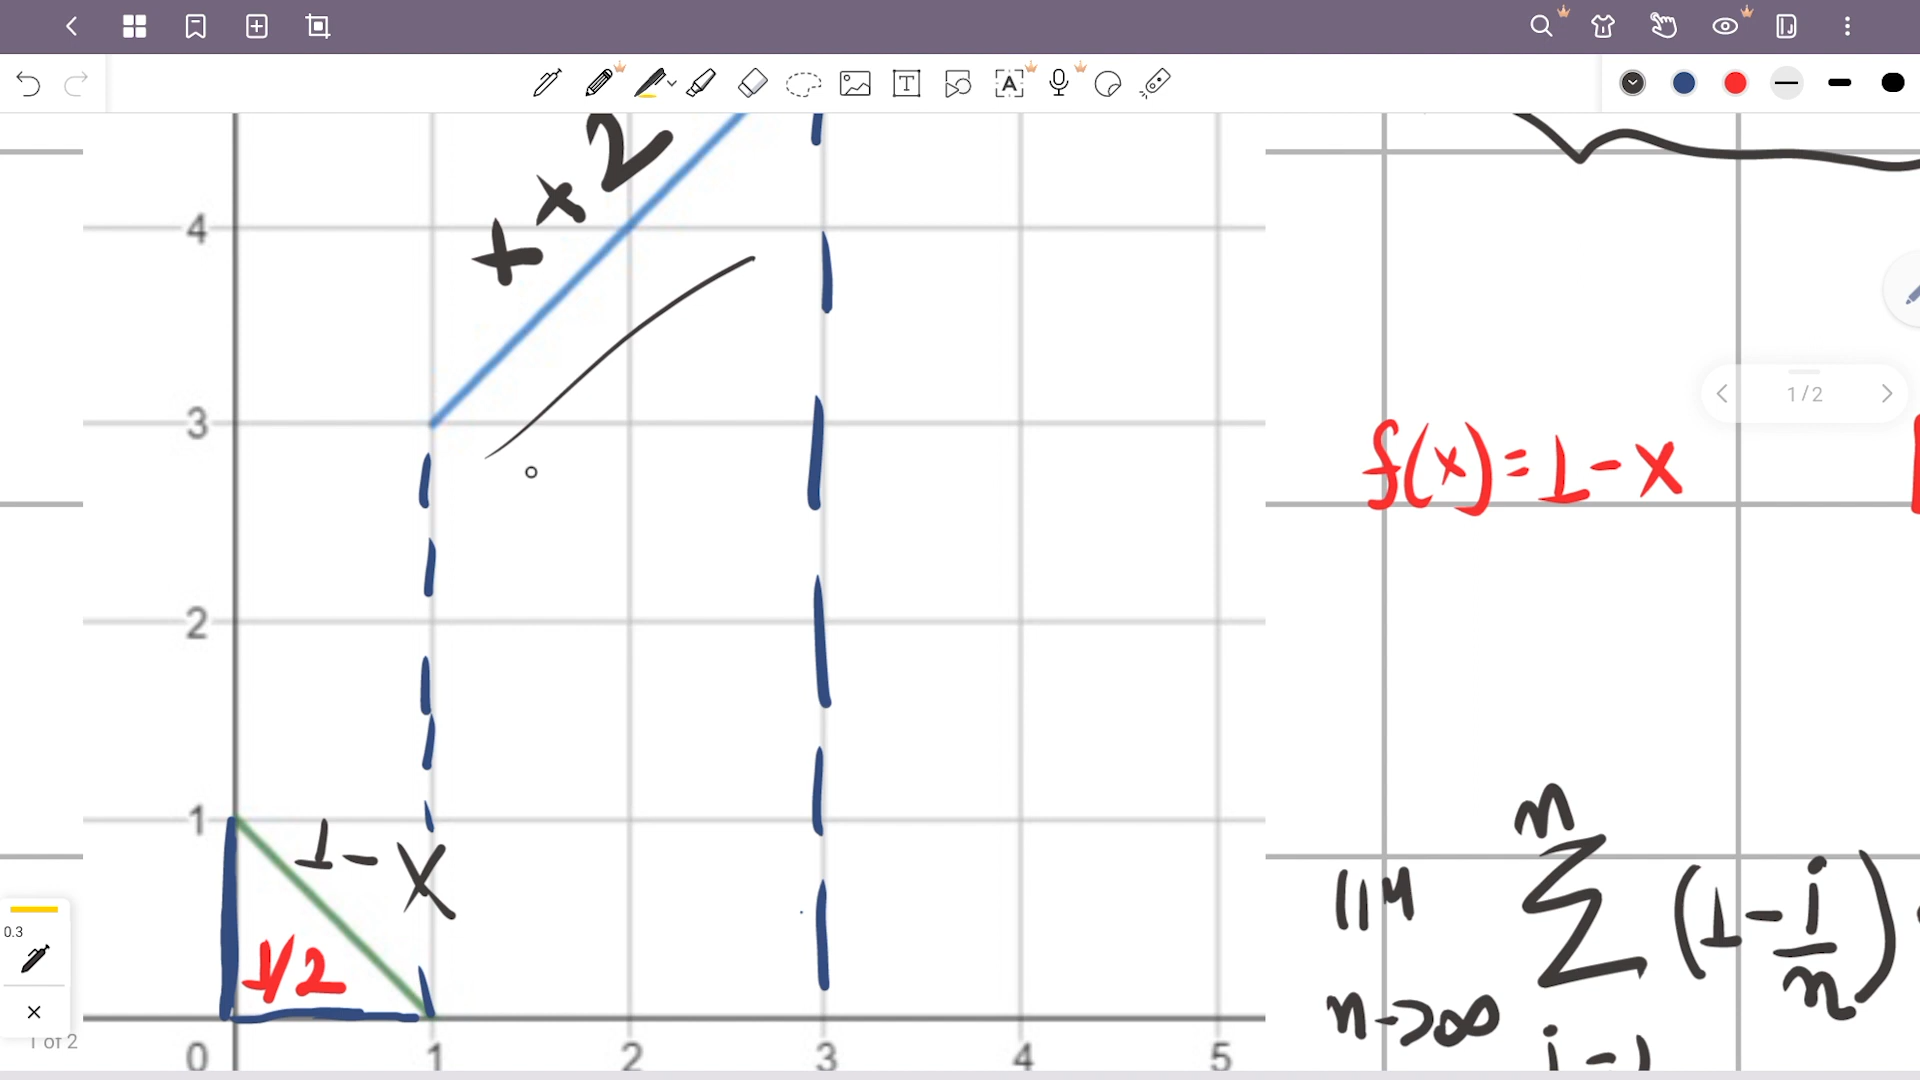 x + 2
4
3
f(x) = 1 - x
1/2
2
1
1 - x
1/2
n
lim Σ (1 - i/n)
n->∞
i = 1
0 1 2 3 4 5
0.3
1 of 2